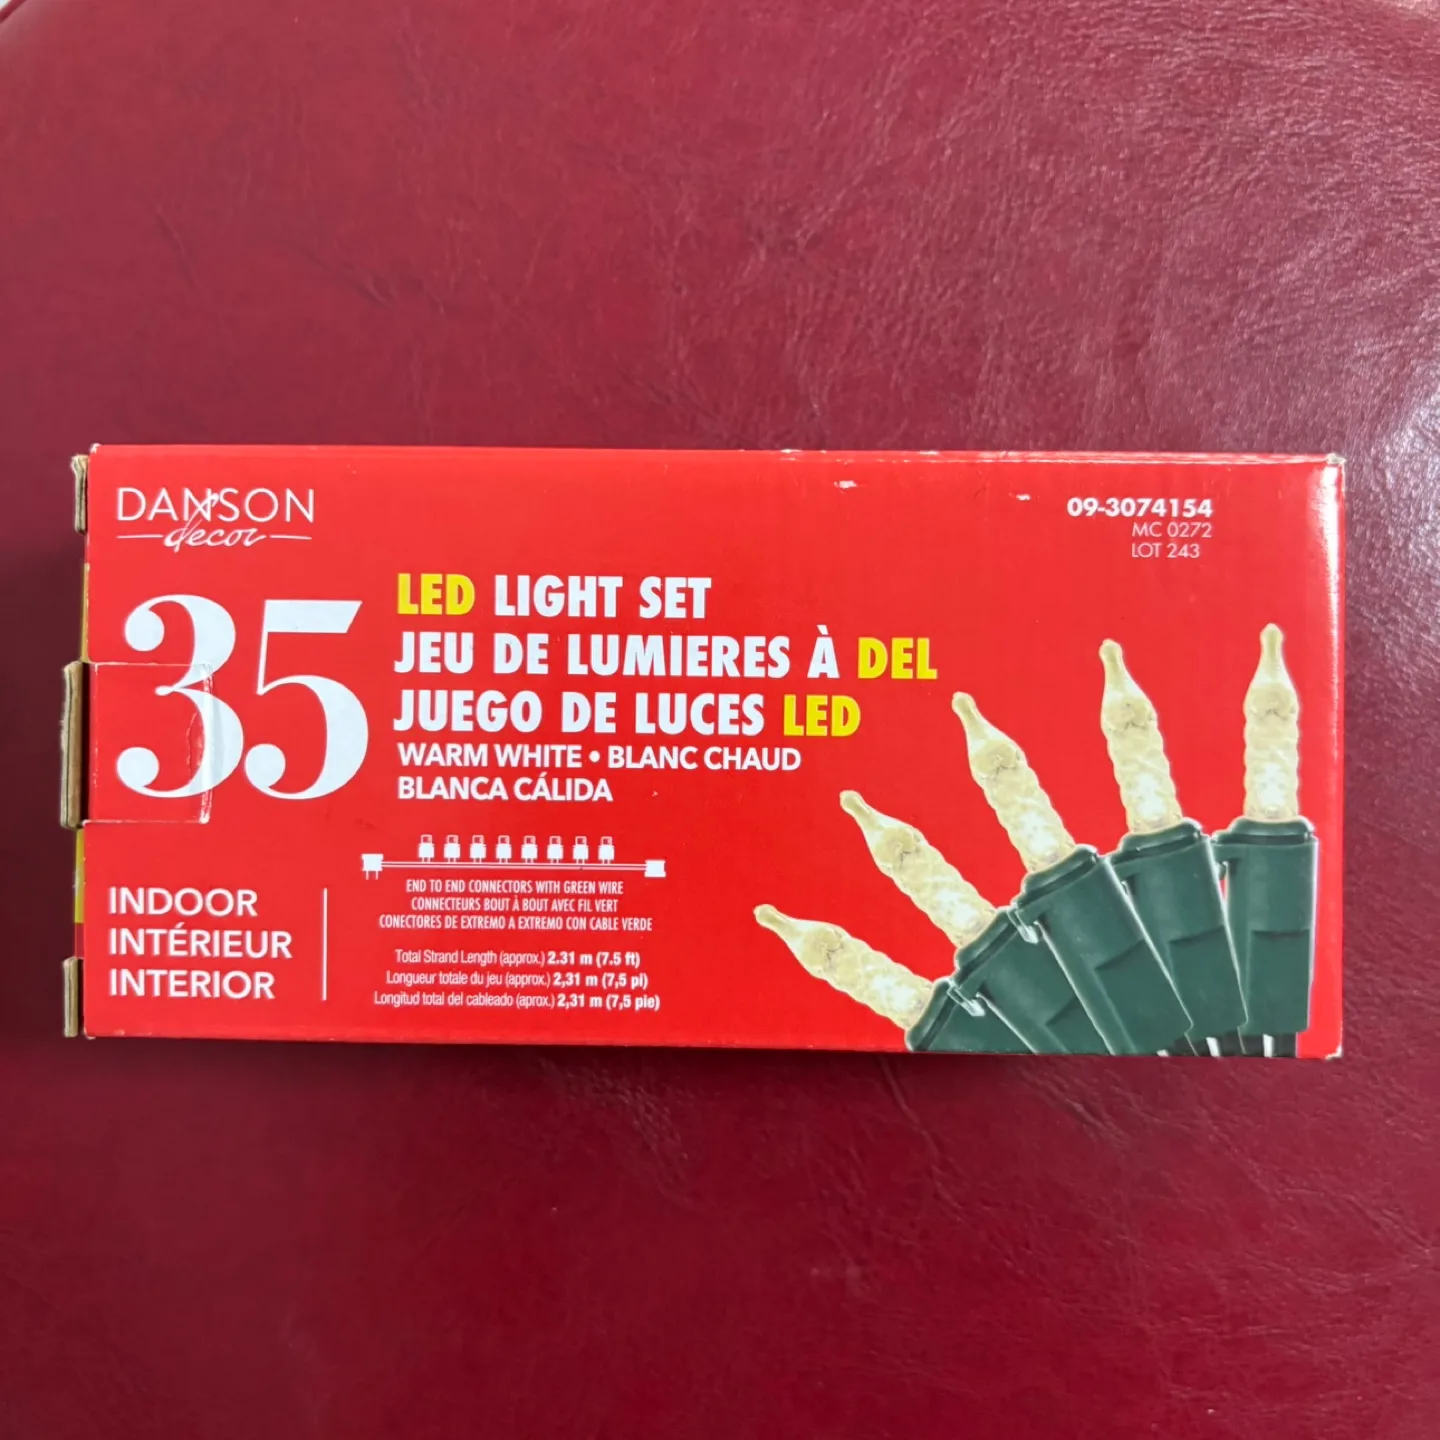 DANSON
decor
09-3074154
MC 0272
LOT 243
35
LED LIGHT SET
JEU DE LUMIERES À DEL
JUEGO DE LUCES LED
WARM WHITE • BLANC CHAUD
BLANCA CÁLIDA
INDOOR
INTÉRIEUR
INTERIOR
END TO END CONNECTORS WITH GREEN WIRE
CONNECTEURS BOUT À BOUT AVEC FIL VERT
CONECTORES DE EXTREMO A EXTREMO CON CABLE VERDE
Total Strand Length (approx.) 2.31 m (7.5 ft)
Longueur totale du jeu (approx.) 2,31 m (7,5 pi)
Longitud total del cableado (aprox.) 2,31 m (7,5 pie)